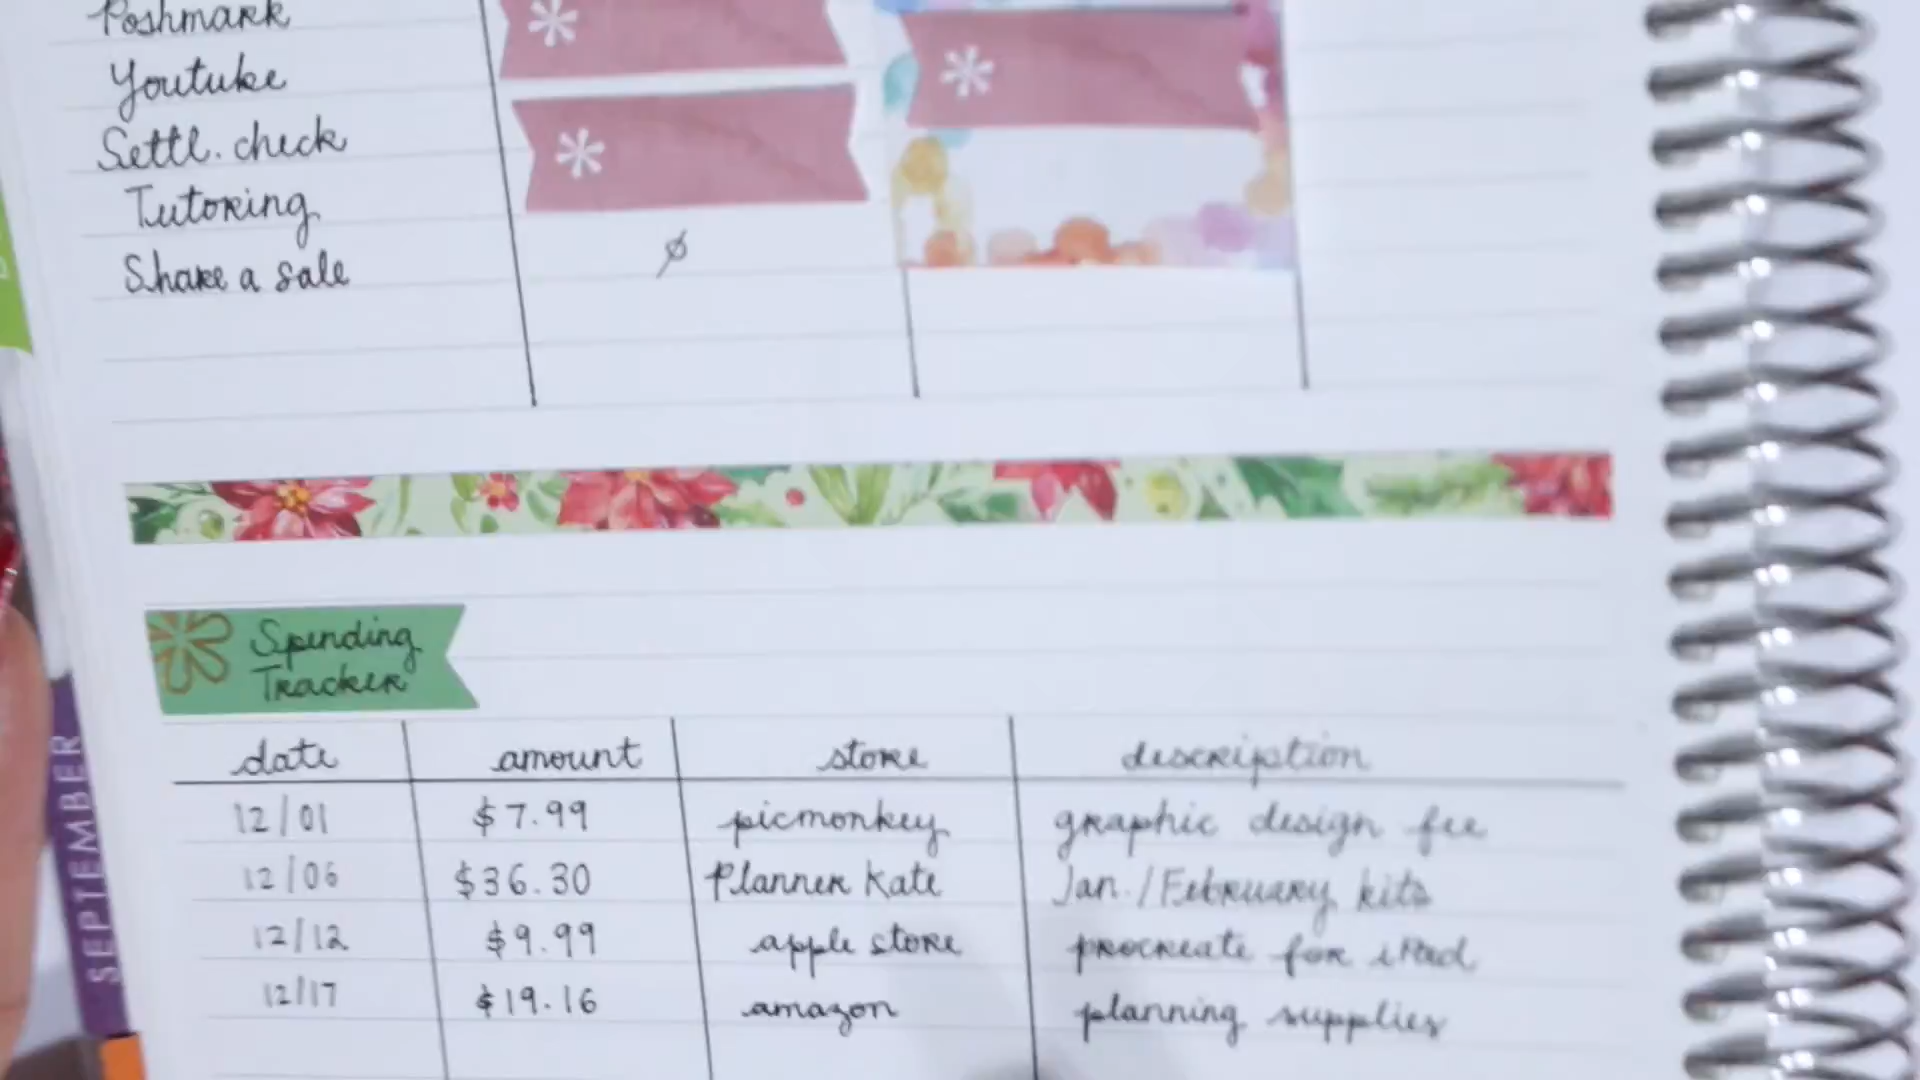 Poshmark
Youtube
Settl. check
Tutoring
Share a sale ∅
Spending
Tracker
date amount store description
12/01 $7.99 picmonkey graphic design fee
12/06 $36.30 Planner Kate Jan./February kits
12/12 $9.99 apple store procreate for iPad
12/17 $19.16 amazon planning supplies
SEPTEMBER